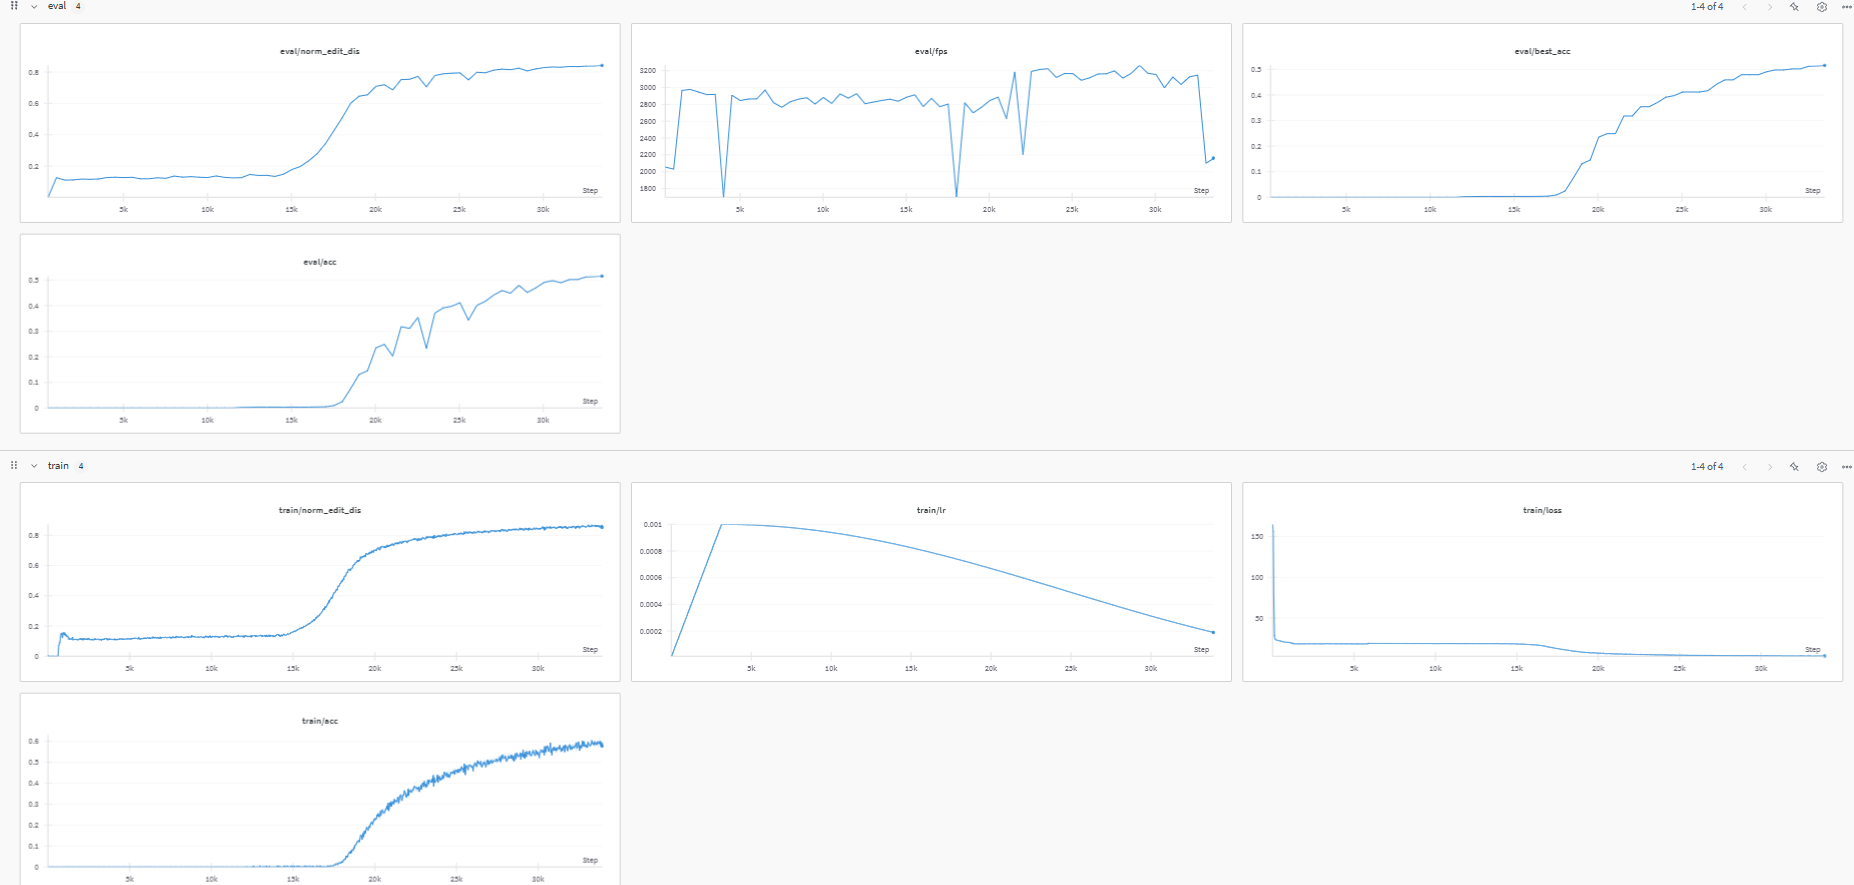 eval 4 1-4 of 4
eval/norm_edit_dis
0.8
0.6
0.4
0.2
Step
5k 10k 15k 20k 25k 30k
eval/fps
3200
3000
2800
2600
2400
2200
2000
1800
Step
5k 10k 15k 20k 25k 30k
eval/best_acc
0.5
0.4
0.3
0.2
0.1
0
Step
5k 10k 15k 20k 25k 30k
eval/acc
0.5
0.4
0.3
0.2
0.1
0
Step
5k 10k 15k 20k 25k 30k
train 4 1-4 of 4
train/norm_edit_dis
0.8
0.6
0.4
0.2
0
Step
5k 10k 15k 20k 25k 30k
train/lr
0.001
0.0008
0.0006
0.0004
0.0002
Step
5k 10k 15k 20k 25k 30k
train/loss
150
100
50
Step
5k 10k 15k 20k 25k 30k
train/acc
0.6
0.5
0.4
0.3
0.2
0.1
0
Step
5k 10k 15k 20k 25k 30k